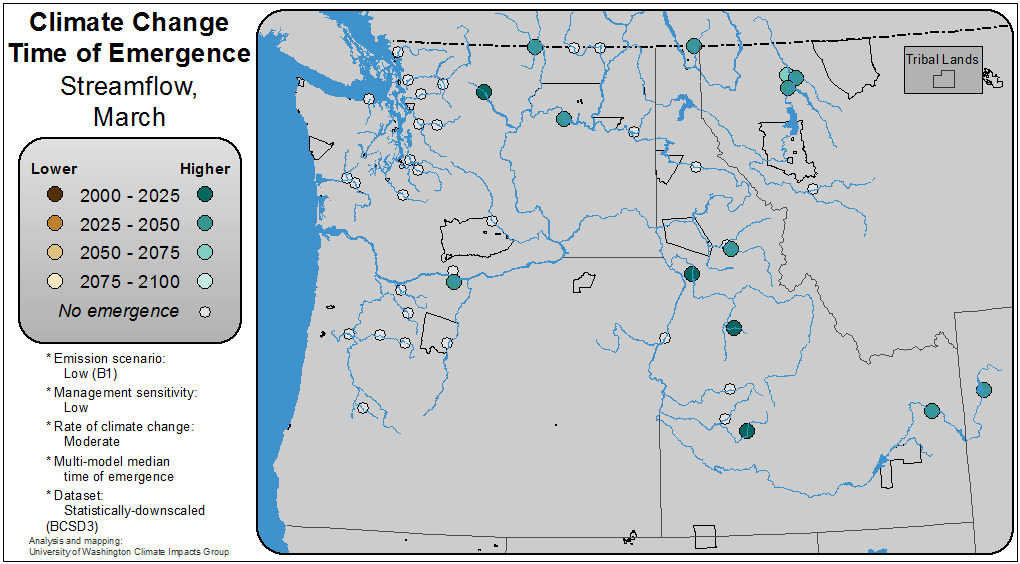 Climate Change
Time of Emergence
Streamflow,
March
Lower Higher
2000 - 2025
2025 - 2050
2050 - 2075
2075 - 2100
No emergence
* Emission scenario:
Low (B1)
* Management sensitivity:
Low
* Rate of climate change:
Moderate
* Multi-model median
time of emergence
* Dataset:
Statistically-downscaled
(BCSD3)
Analysis and mapping:
University of Washington Climate Impacts Group
Tribal Lands